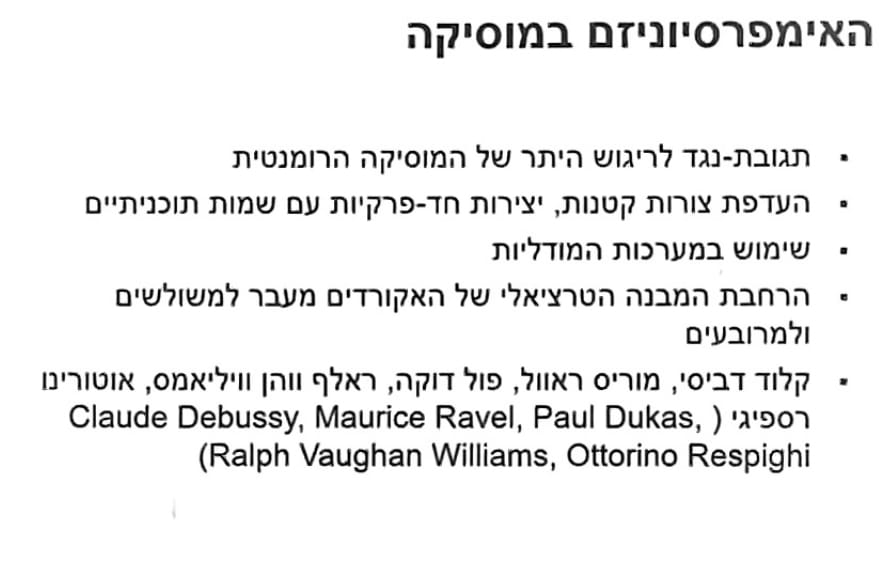 האימפרסיוניזם במוסיקה
▪ תגובת-נגד לריגוש היתר של המוסיקה הרומנטית
▪ העדפת צורות קטנות, יצירות חד-פרקיות עם שמות תוכניתיים
▪ שימוש במערכות המודליות
▪ הרחבת המבנה הטרציאלי של האקורדים מעבר למשולשים
ולמרובעים
▪ קלוד דביסי, מוריס ראוול, פול דוקה, ראלף ווהן וויליאמס, אוטורינו
רספיגי ( Claude Debussy, Maurice Ravel, Paul Dukas,
Ralph Vaughan Williams, Ottorino Respighi)